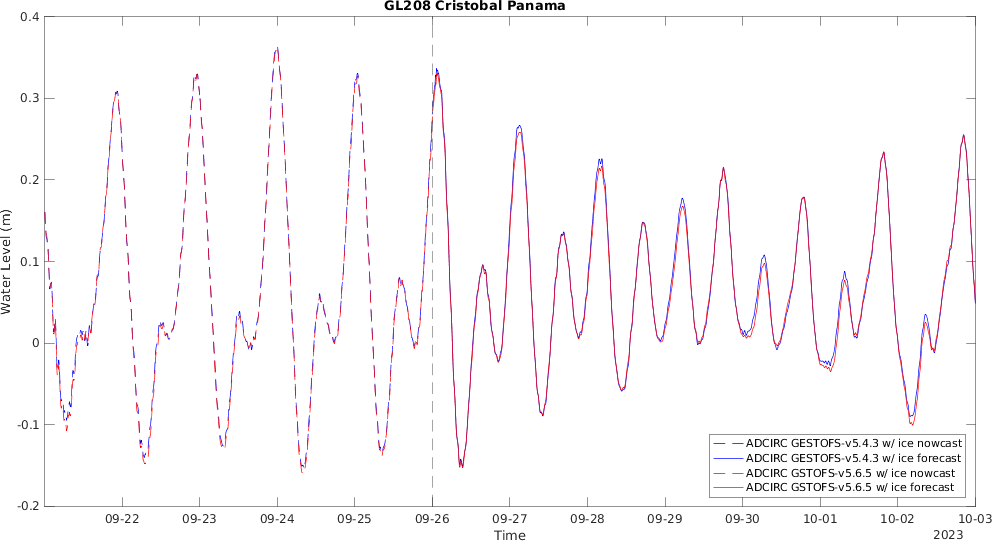 GL208 Cristobal Panama
Water Level (m)
0.4
0.3
0.2
0.1
0
-0.1
-0.2
ADCIRC GESTOFS-v5.4.3 w/ ice nowcast
ADCIRC GESTOFS-v5.4.3 w/ ice forecast
ADCIRC GSTOFS-v5.6.5 w/ ice nowcast
ADCIRC GSTOFS-v5.6.5 w/ ice forecast
09-22 09-23 09-24 09-25 09-26 09-27 09-28 09-29 09-30 10-01 10-02 10-03
Time
2023